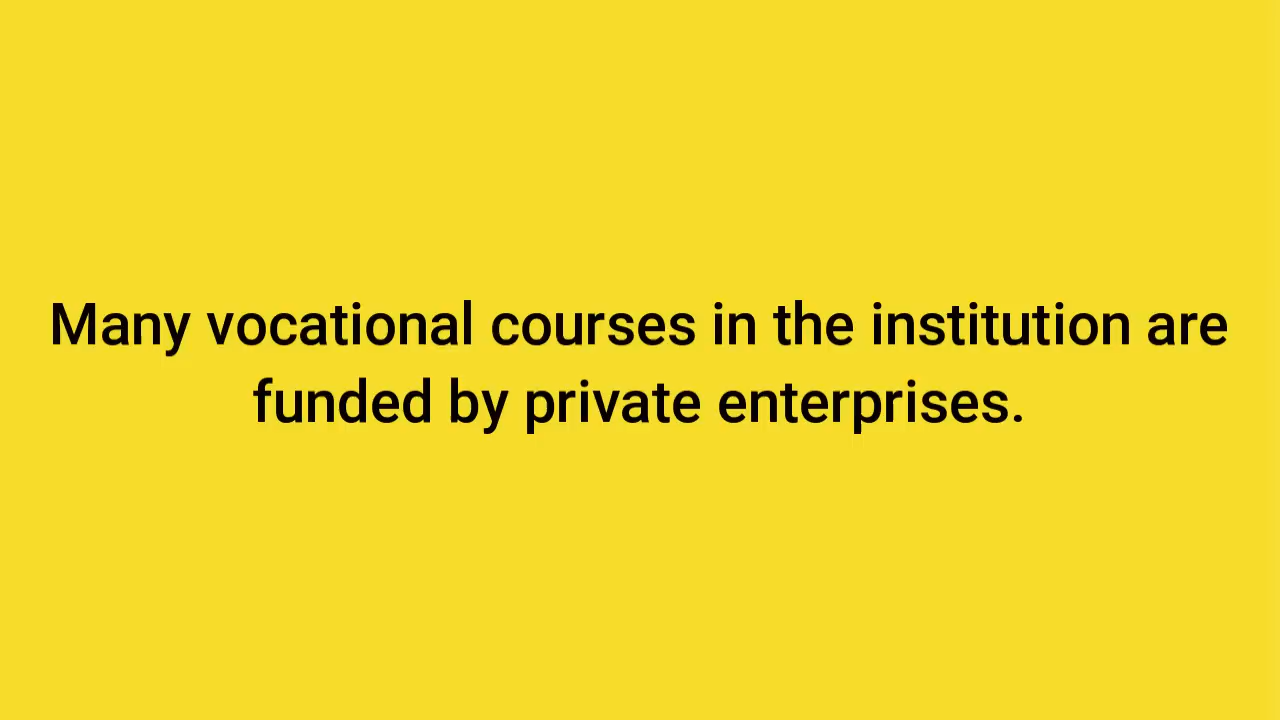 Many vocational courses in the institution are
funded by private enterprises.